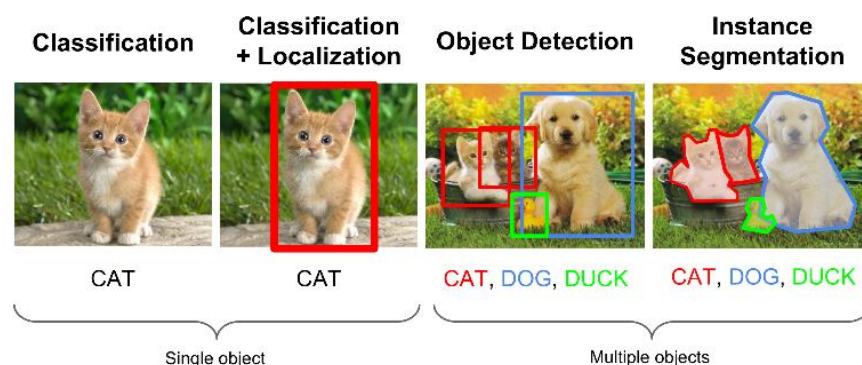 Classification
Classification
+ Localization
Object Detection
Instance
Segmentation
CAT
CAT
CAT, DOG, DUCK
CAT, DOG, DUCK
Single object
Multiple objects